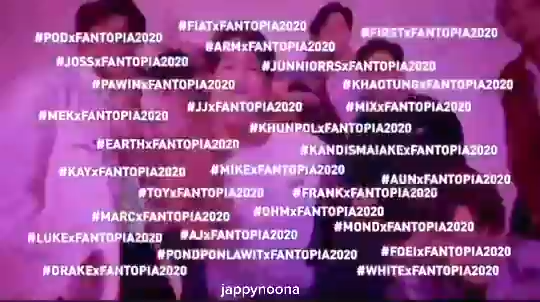 #FIATxFANTOPIA2020
#PODxFANTOPIA2020
#FIRSTxFANTOPIA2020
#ARMxFANTOPIA2020
#JOSSxFANTOPIA2020
#JUNNIORRSxFANTOPIA2020
#PAWINxFANTOPIA2020
#KHAOTUNGxFANTOPIA2020
#JJxFANTOPIA2020
#MIXxFANTOPIA2020
#MEKxFANTOPIA2020
#KHUNPOLxFANTOPIA2020
#EARTHxFANTOPIA2020
#KANDISMAIAKExFANTOPIA2020
#KAYxFANTOPIA2020
#MIKExFANTOPIA2020
#AUNxFANTOPIA2020
#TOYxFANTOPIA2020
#FRANKxFANTOPIA2020
#MARCxFANTOPIA2020
#OHMxFANTOPIA2020
#MONDxFANTOPIA2020
#LUKExFANTOPIA2020
#AJxFANTOPIA2020
#PONDPONLAWITxFANTOPIA2020
#FOEIxFANTOPIA2020
#DRAKExFANTOPIA2020
#WHITExFANTOPIA2020
jappynoona